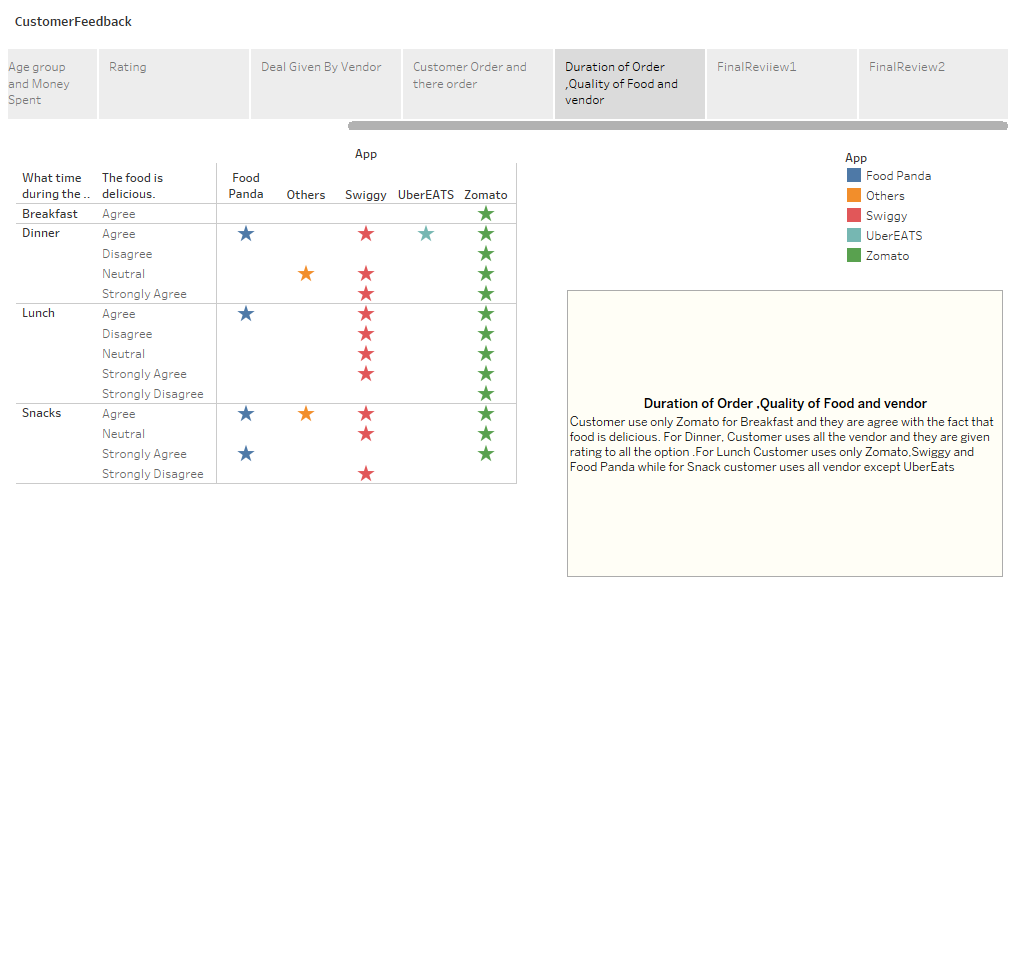 CustomerFeedback
Age group
and Money
Spent
Rating
Deal Given By Vendor
Customer Order and
there order
Duration of Order
,Quality of Food and
vendor
FinalReviiew1
FinalReview2
App
What time
during the ..
The food is
delicious.
Food
Panda
Others
Swiggy
UberEATS
Zomato
Breakfast Agree
Dinner Agree
Disagree
Neutral
Strongly Agree
Lunch Agree
Disagree
Neutral
Strongly Agree
Strongly Disagree
Snacks Agree
Neutral
Strongly Agree
Strongly Disagree
App
Food Panda
Others
Swiggy
UberEATS
Zomato
Duration of Order ,Quality of Food and vendor
Customer use only Zomato for Breakfast and they are agree with the fact that
food is delicious. For Dinner, Customer uses all the vendor and they are given
rating to all the option .For Lunch Customer uses only Zomato,Swiggy and
Food Panda while for Snack customer uses all vendor except UberEats